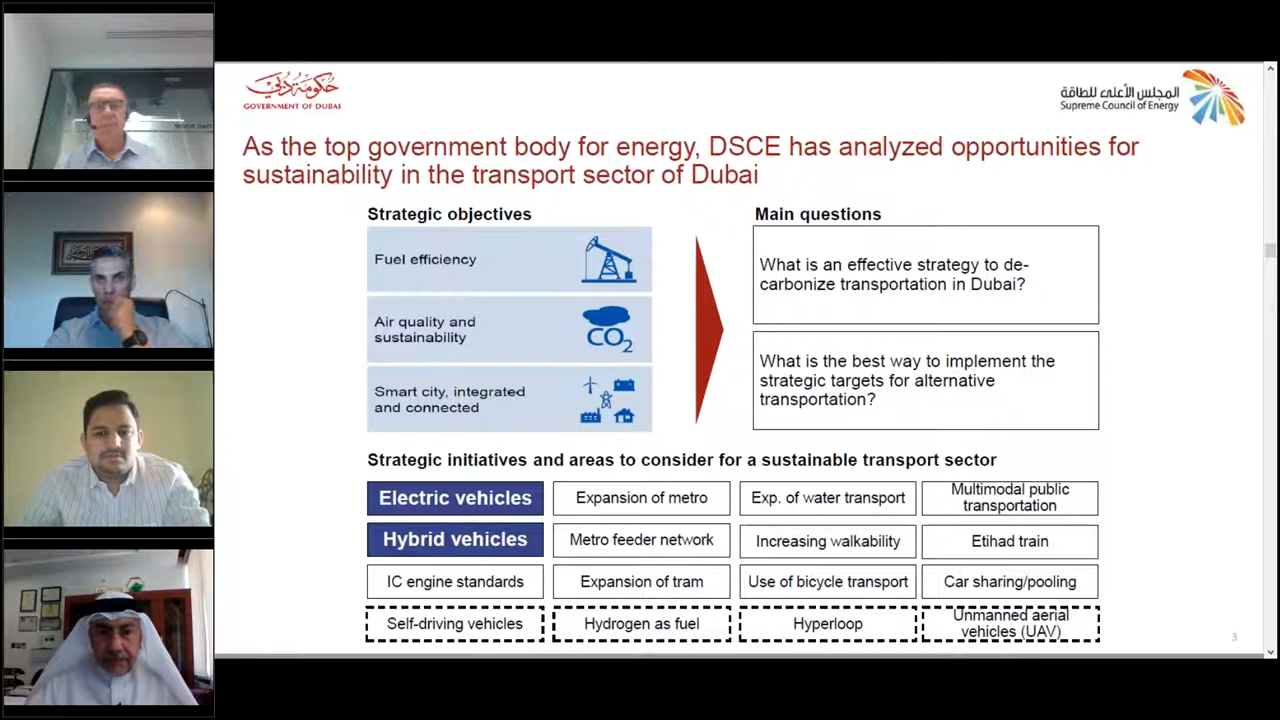 حكومة دبي
GOVERNMENT OF DUBAI
المجلس الأعلى للطاقة
Supreme Council of Energy
As the top government body for energy, DSCE has analyzed opportunities for
sustainability in the transport sector of Dubai
Strategic objectives
Fuel efficiency
Air quality and
sustainability
CO2
Smart city, integrated
and connected
Main questions
What is an effective strategy to de-
carbonize transportation in Dubai?
What is the best way to implement the
strategic targets for alternative
transportation?
Strategic initiatives and areas to consider for a sustainable transport sector
Electric vehicles
Expansion of metro
Exp. of water transport
Multimodal public
transportation
Hybrid vehicles
Metro feeder network
Increasing walkability
Etihad train
IC engine standards
Expansion of tram
Use of bicycle transport
Car sharing/pooling
Self-driving vehicles
Hydrogen as fuel
Hyperloop
Unmanned aerial
vehicles (UAV)
3